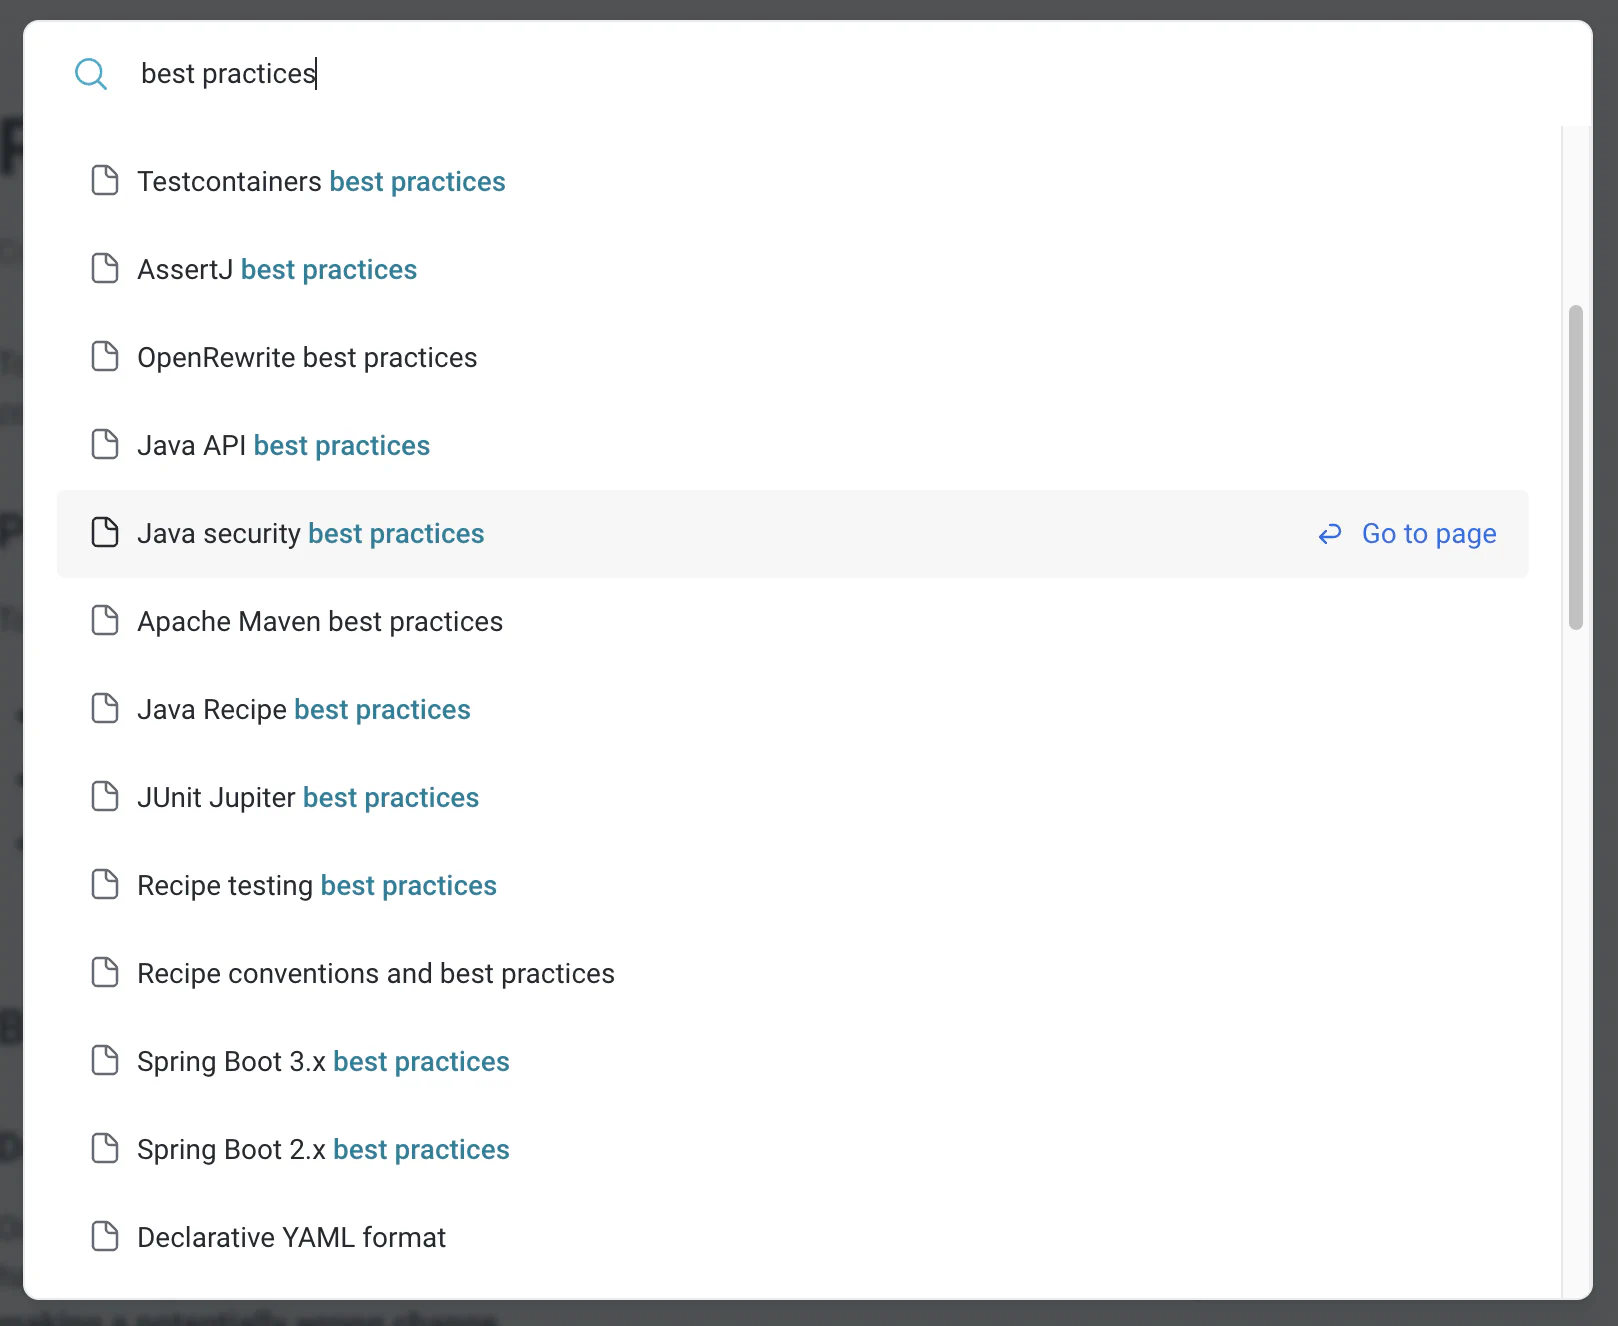 best practices
Testcontainers best practices
AssertJ best practices
OpenRewrite best practices
Java API best practices
Java security best practices Go to page
Apache Maven best practices
Java Recipe best practices
JUnit Jupiter best practices
Recipe testing best practices
Recipe conventions and best practices
Spring Boot 3.x best practices
Spring Boot 2.x best practices
Declarative YAML format